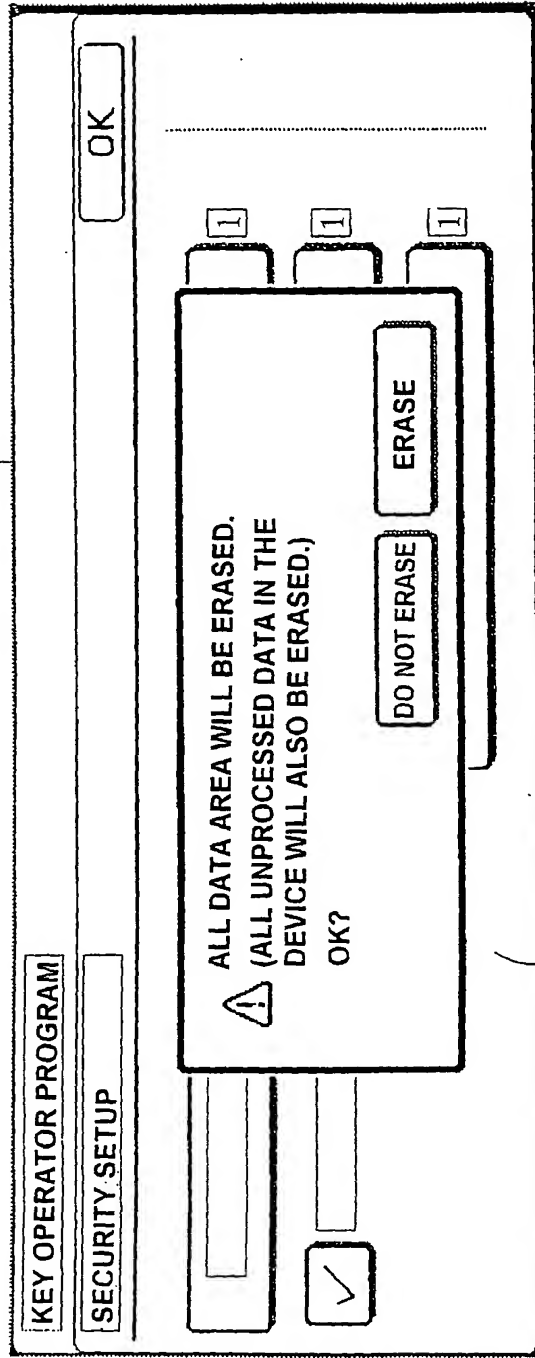 KEY OPERATOR PROGRAM
SECURITY SETUP
OK
ALL DATA AREA WILL BE ERASED.
(ALL UNPROCESSED DATA IN THE
DEVICE WILL ALSO BE ERASED.)
OK?
DO NOT ERASE
ERASE
1
1
1